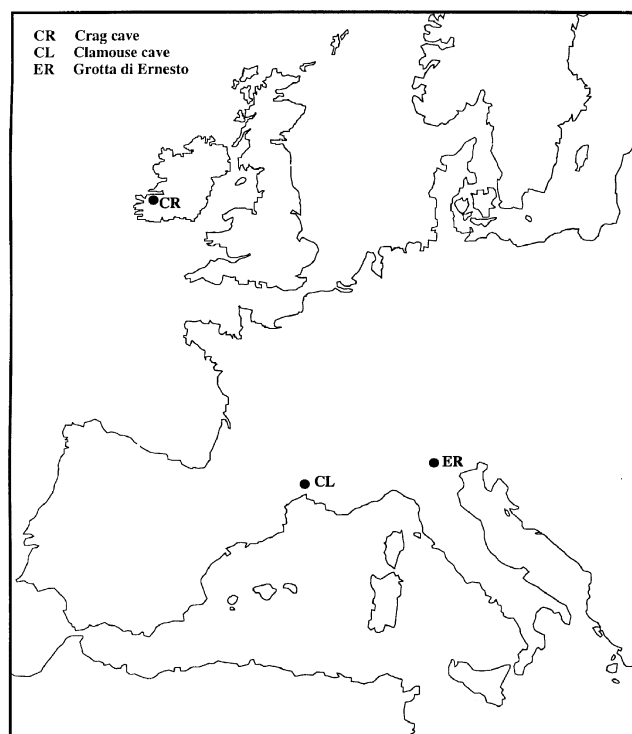 CR Crag cave
CL Clamouse cave
ER Grotta di Ernesto
CR
ER
CL